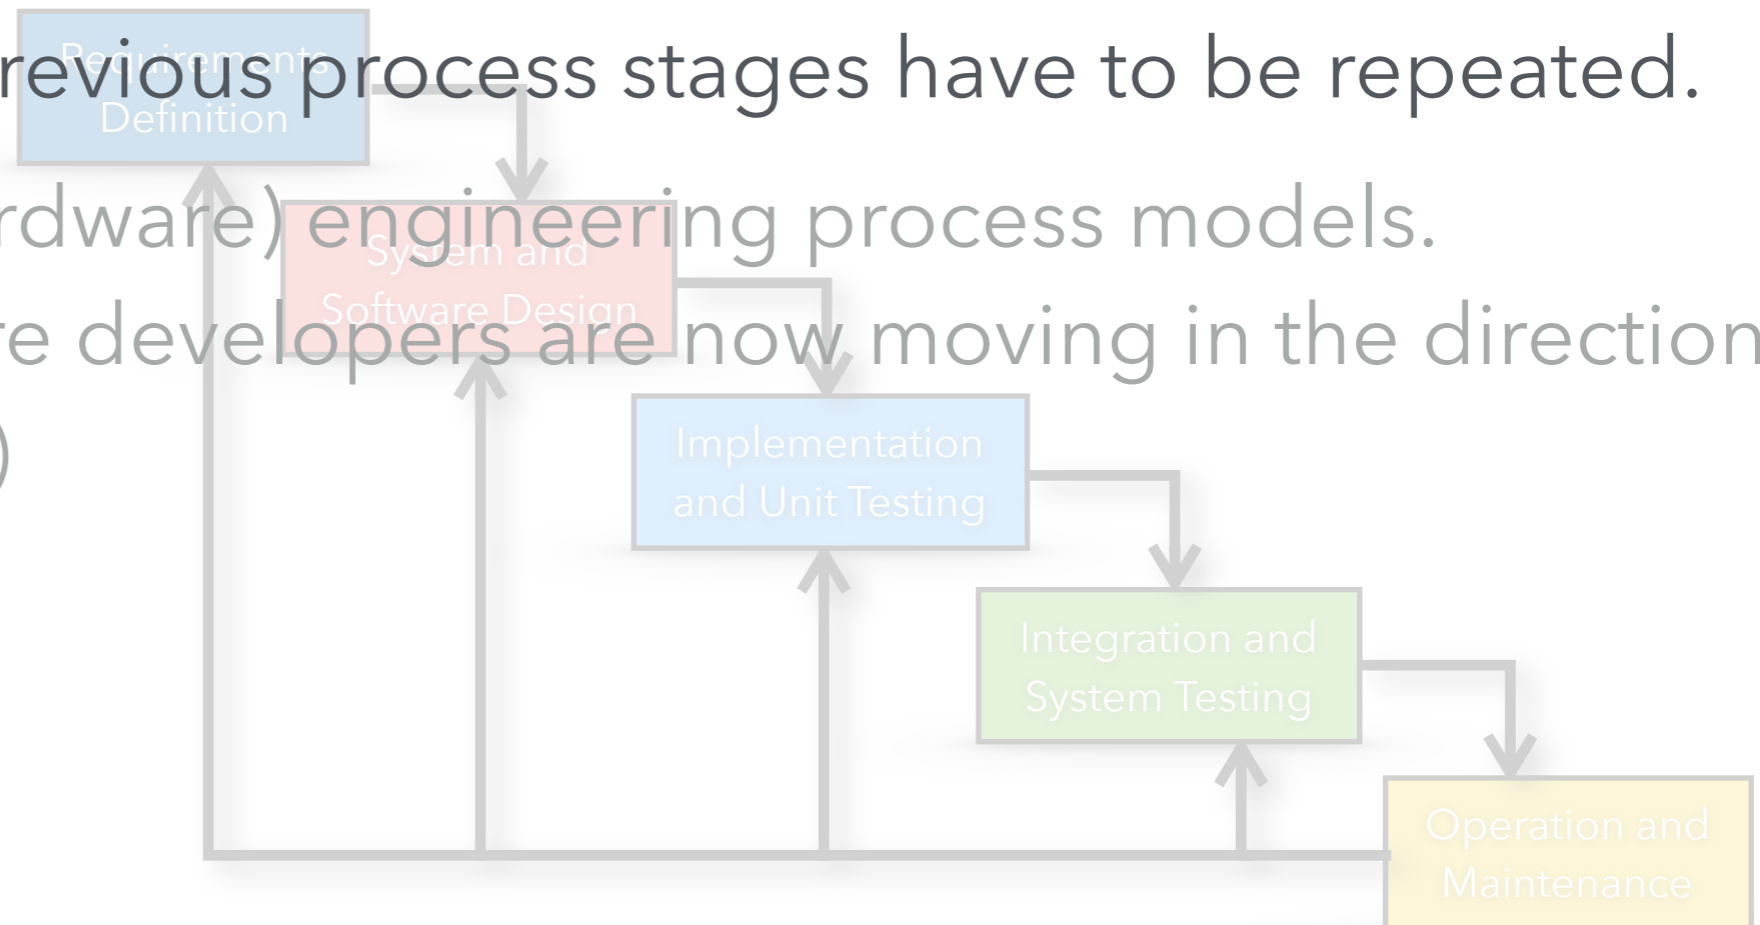 revious process stages have to be repeated.
rdware) engineering process models.
re developers are now moving in the direction
)
Requirements
Definition
System and
Software Design
Implementation
and Unit Testing
Integration and
System Testing
Operation and
Maintenance